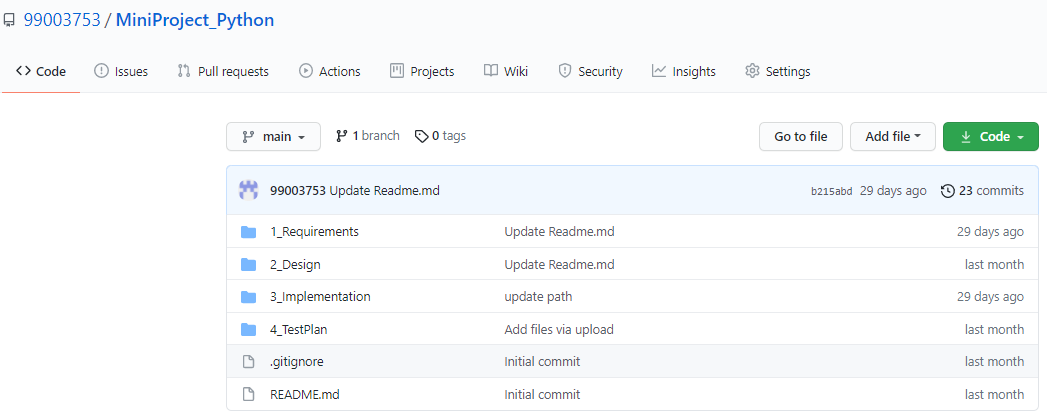 99003753 / MiniProject_Python
Code Issues Pull requests Actions Projects Wiki Security Insights Settings
main 1 branch 0 tags Go to file Add file Code
99003753 Update Readme.md b215abd 29 days ago 23 commits
1_Requirements Update Readme.md 29 days ago
2_Design Update Readme.md last month
3_Implementation update path 29 days ago
4_TestPlan Add files via upload last month
.gitignore Initial commit last month
README.md Initial commit last month